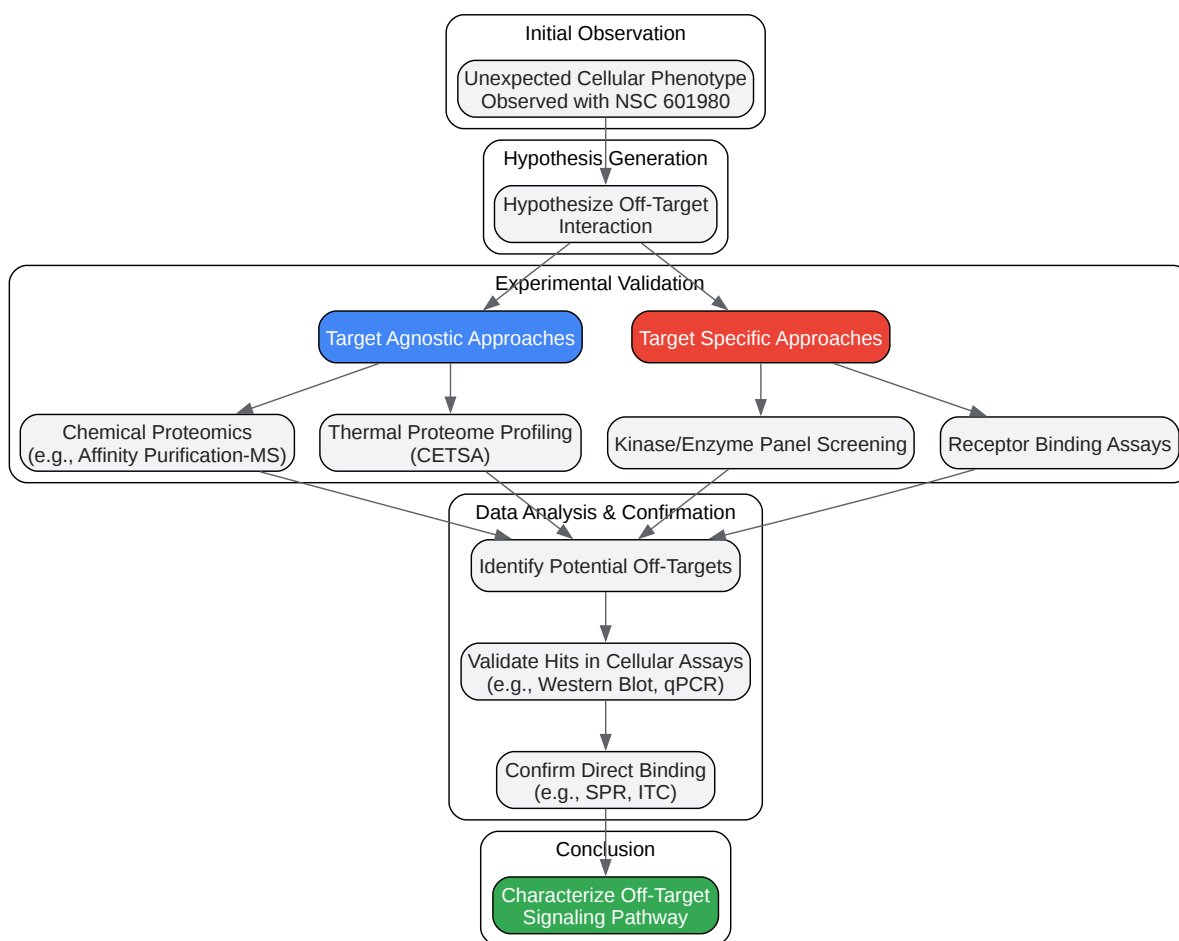 Initial Observation
Unexpected Cellular Phenotype
Observed with NSC 601980
Hypothesis Generation
Hypothesize Off-Target
Interaction
Experimental Validation
Target Agnostic Approaches
Target Specific Approaches
Chemical Proteomics
(e.g., Affinity Purification-MS)
Thermal Proteome Profiling
(CETSA)
Kinase/Enzyme Panel Screening
Receptor Binding Assays
Data Analysis & Confirmation
Identify Potential Off-Targets
Validate Hits in Cellular Assays
(e.g., Western Blot, qPCR)
Confirm Direct Binding
(e.g., SPR, ITC)
Conclusion
Characterize Off-Target
Signaling Pathway